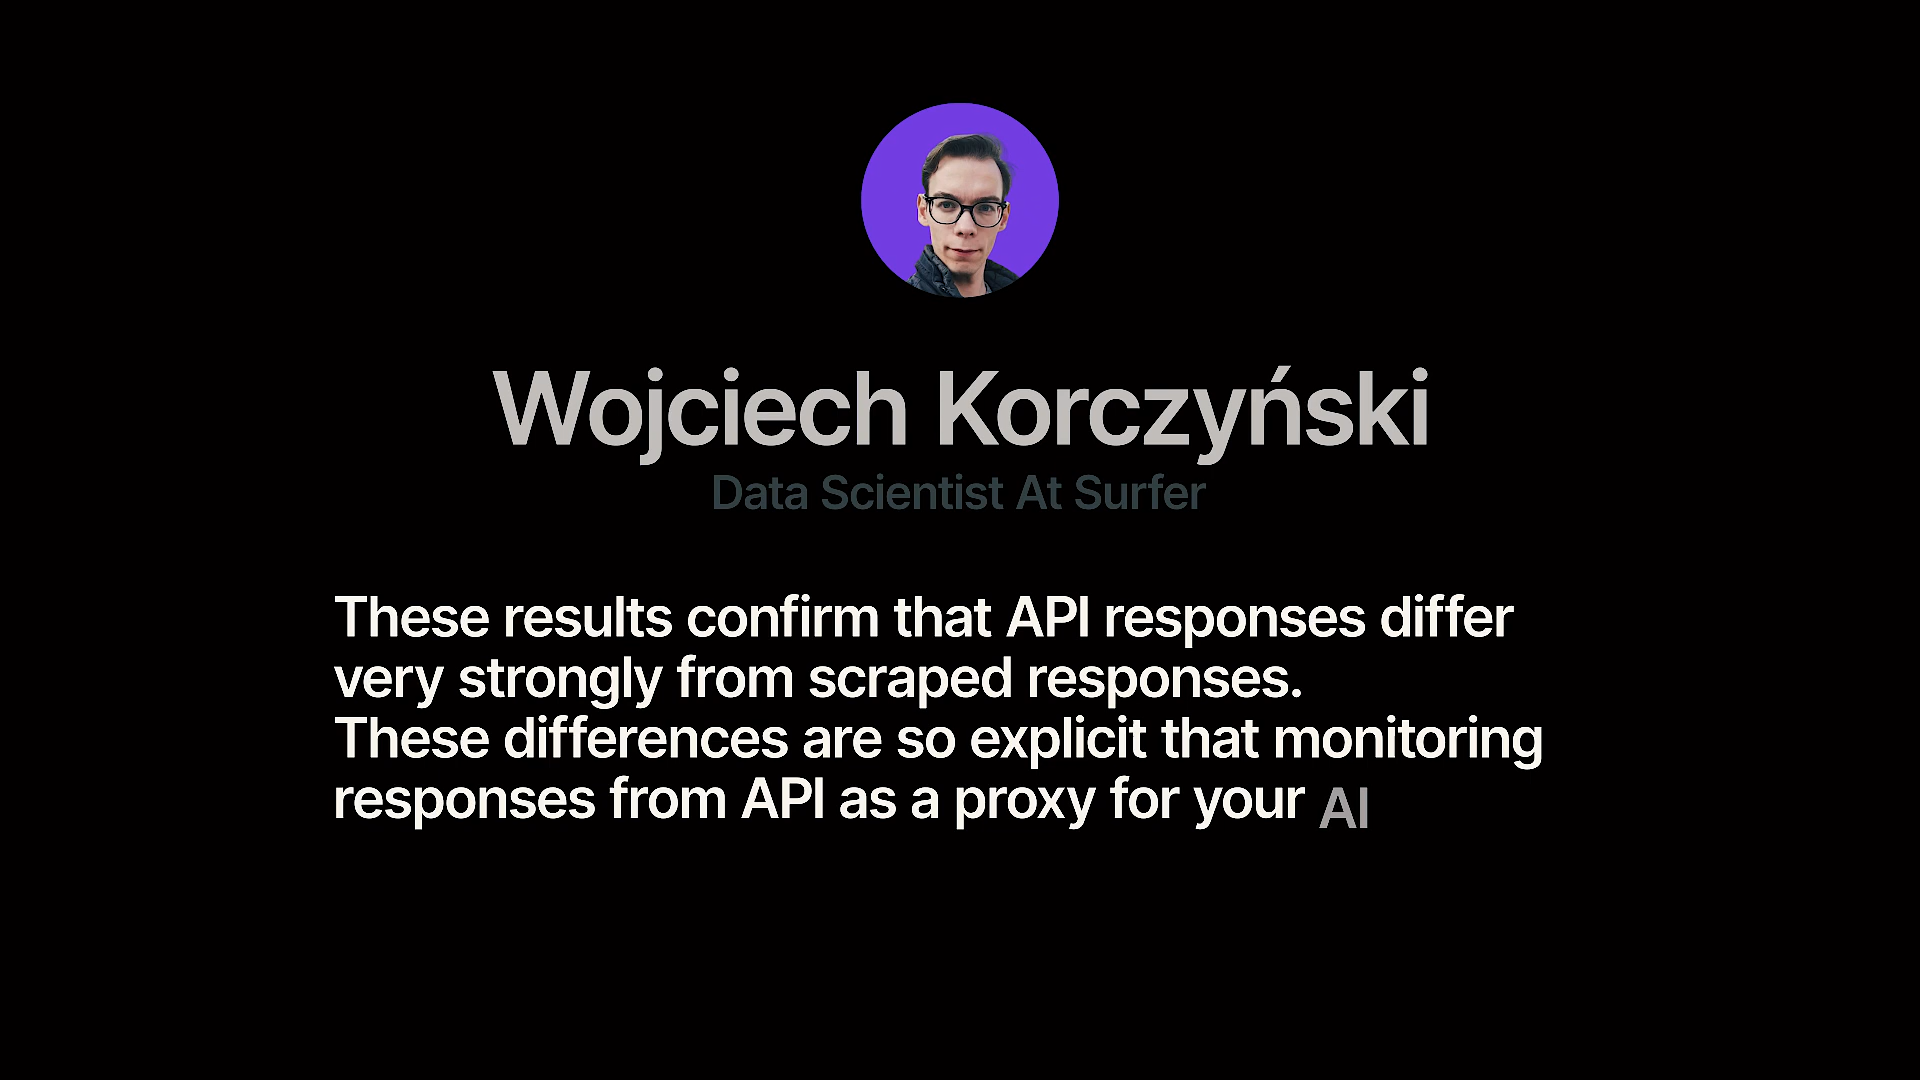 Wojciech Korczyński
Data Scientist At Surfer
These results confirm that API responses differ
very strongly from scraped responses.
These differences are so explicit that monitoring
responses from API as a proxy for your AI